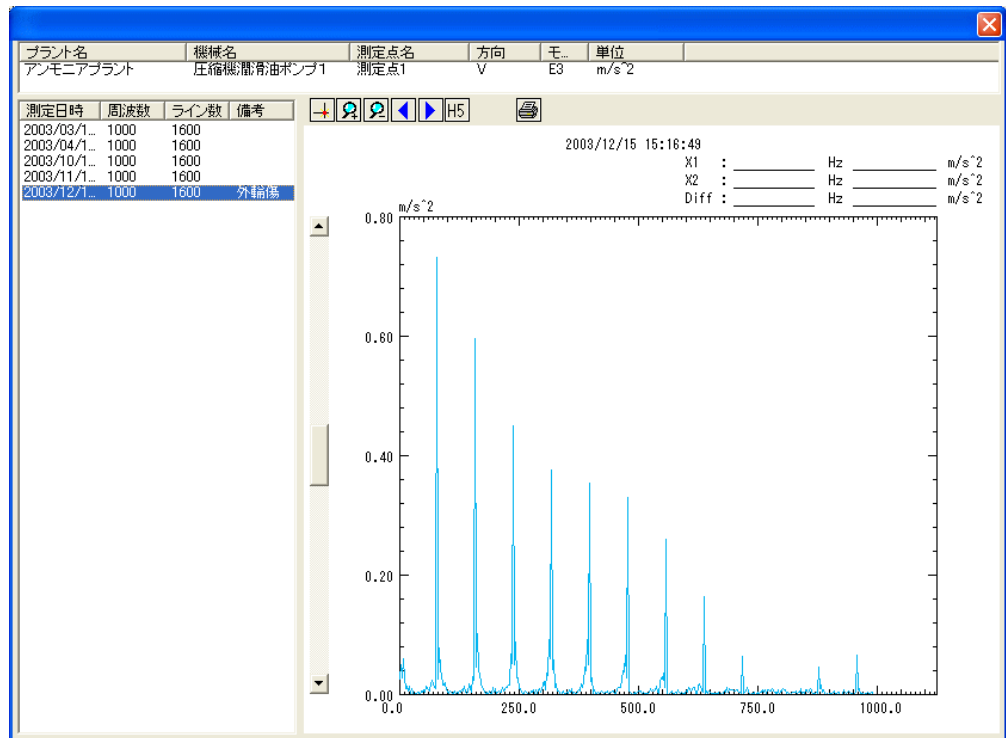 プラント名 機械名 測定点名 方向 モ... 単位
アンモニアプラント 圧縮機潤滑油ポンプ1 測定点1 V E3 m/s^2
測定日時 周波数 ライン数 備考
2003/03/1... 1000 1600
2003/04/1... 1000 1600
2003/10/1... 1000 1600
2003/11/1... 1000 1600
2003/12/1... 1000 1600 外輪傷
H5
2003/12/15 15:16:49
X1 : Hz m/s^2
X2 : Hz m/s^2
Diff : Hz m/s^2
m/s^2
0.80
0.60
0.40
0.20
0.00
0.0 250.0 500.0 750.0 1000.0